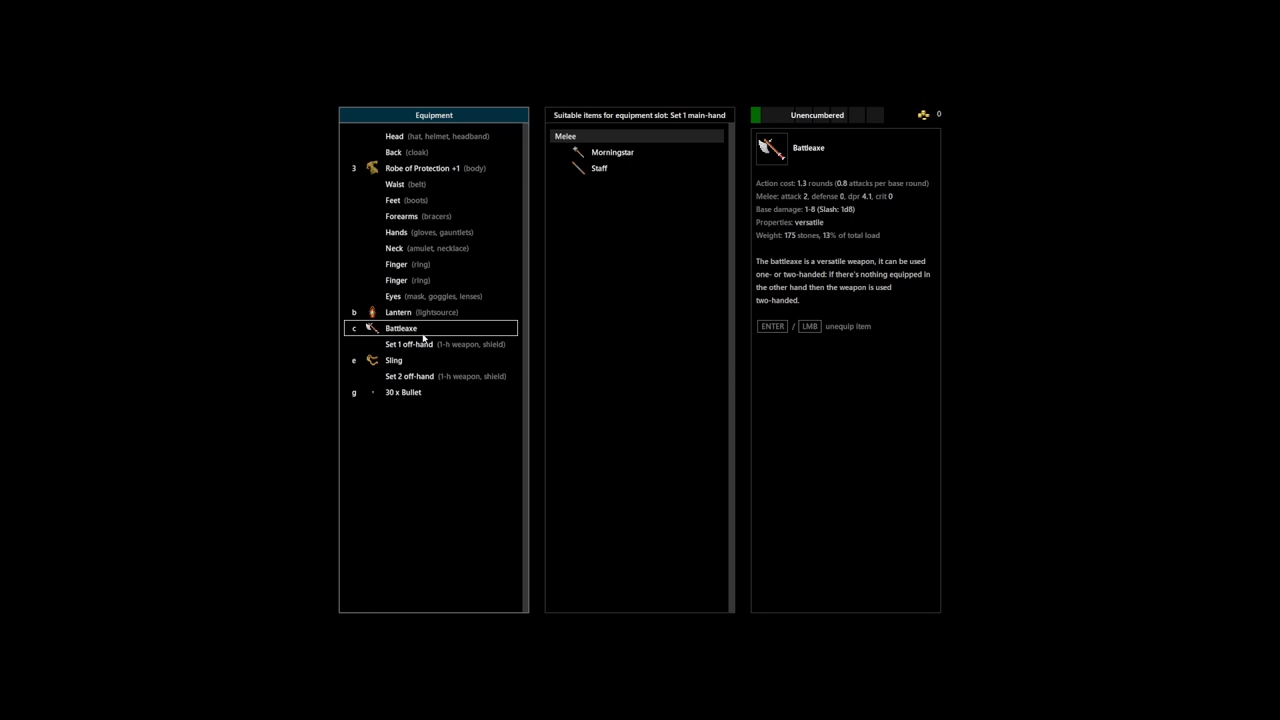 Equipment
Head (hat, helmet, headband)
Back (cloak)
3 Robe of Protection +1 (body)
Waist (belt)
Feet (boots)
Forearms (bracers)
Hands (gloves, gauntlets)
Neck (amulet, necklace)
Finger (ring)
Finger (ring)
Eyes (mask, goggles, lenses)
b Lantern (lightsource)
c Battleaxe
Set 1 off-hand (1-h weapon, shield)
e Sling
Set 2 off-hand (1-h weapon, shield)
g 30 x Bullet
Suitable items for equipment slot: Set 1 main-hand
Melee
Morningstar
Staff
Unencumbered 0
Battleaxe
Action cost: 1.3 rounds (0.8 attacks per base round)
Melee: attack 2, defense 0, dpr 4.1, crit 0
Base damage: 1-8 (Slash: 1d8)
Properties: versatile
Weight: 175 stones, 13% of total load
The battleaxe is a versatile weapon, it can be used
one- or two-handed: if there's nothing equipped in
the other hand then the weapon is used
two-handed.
ENTER / LMB unequip item